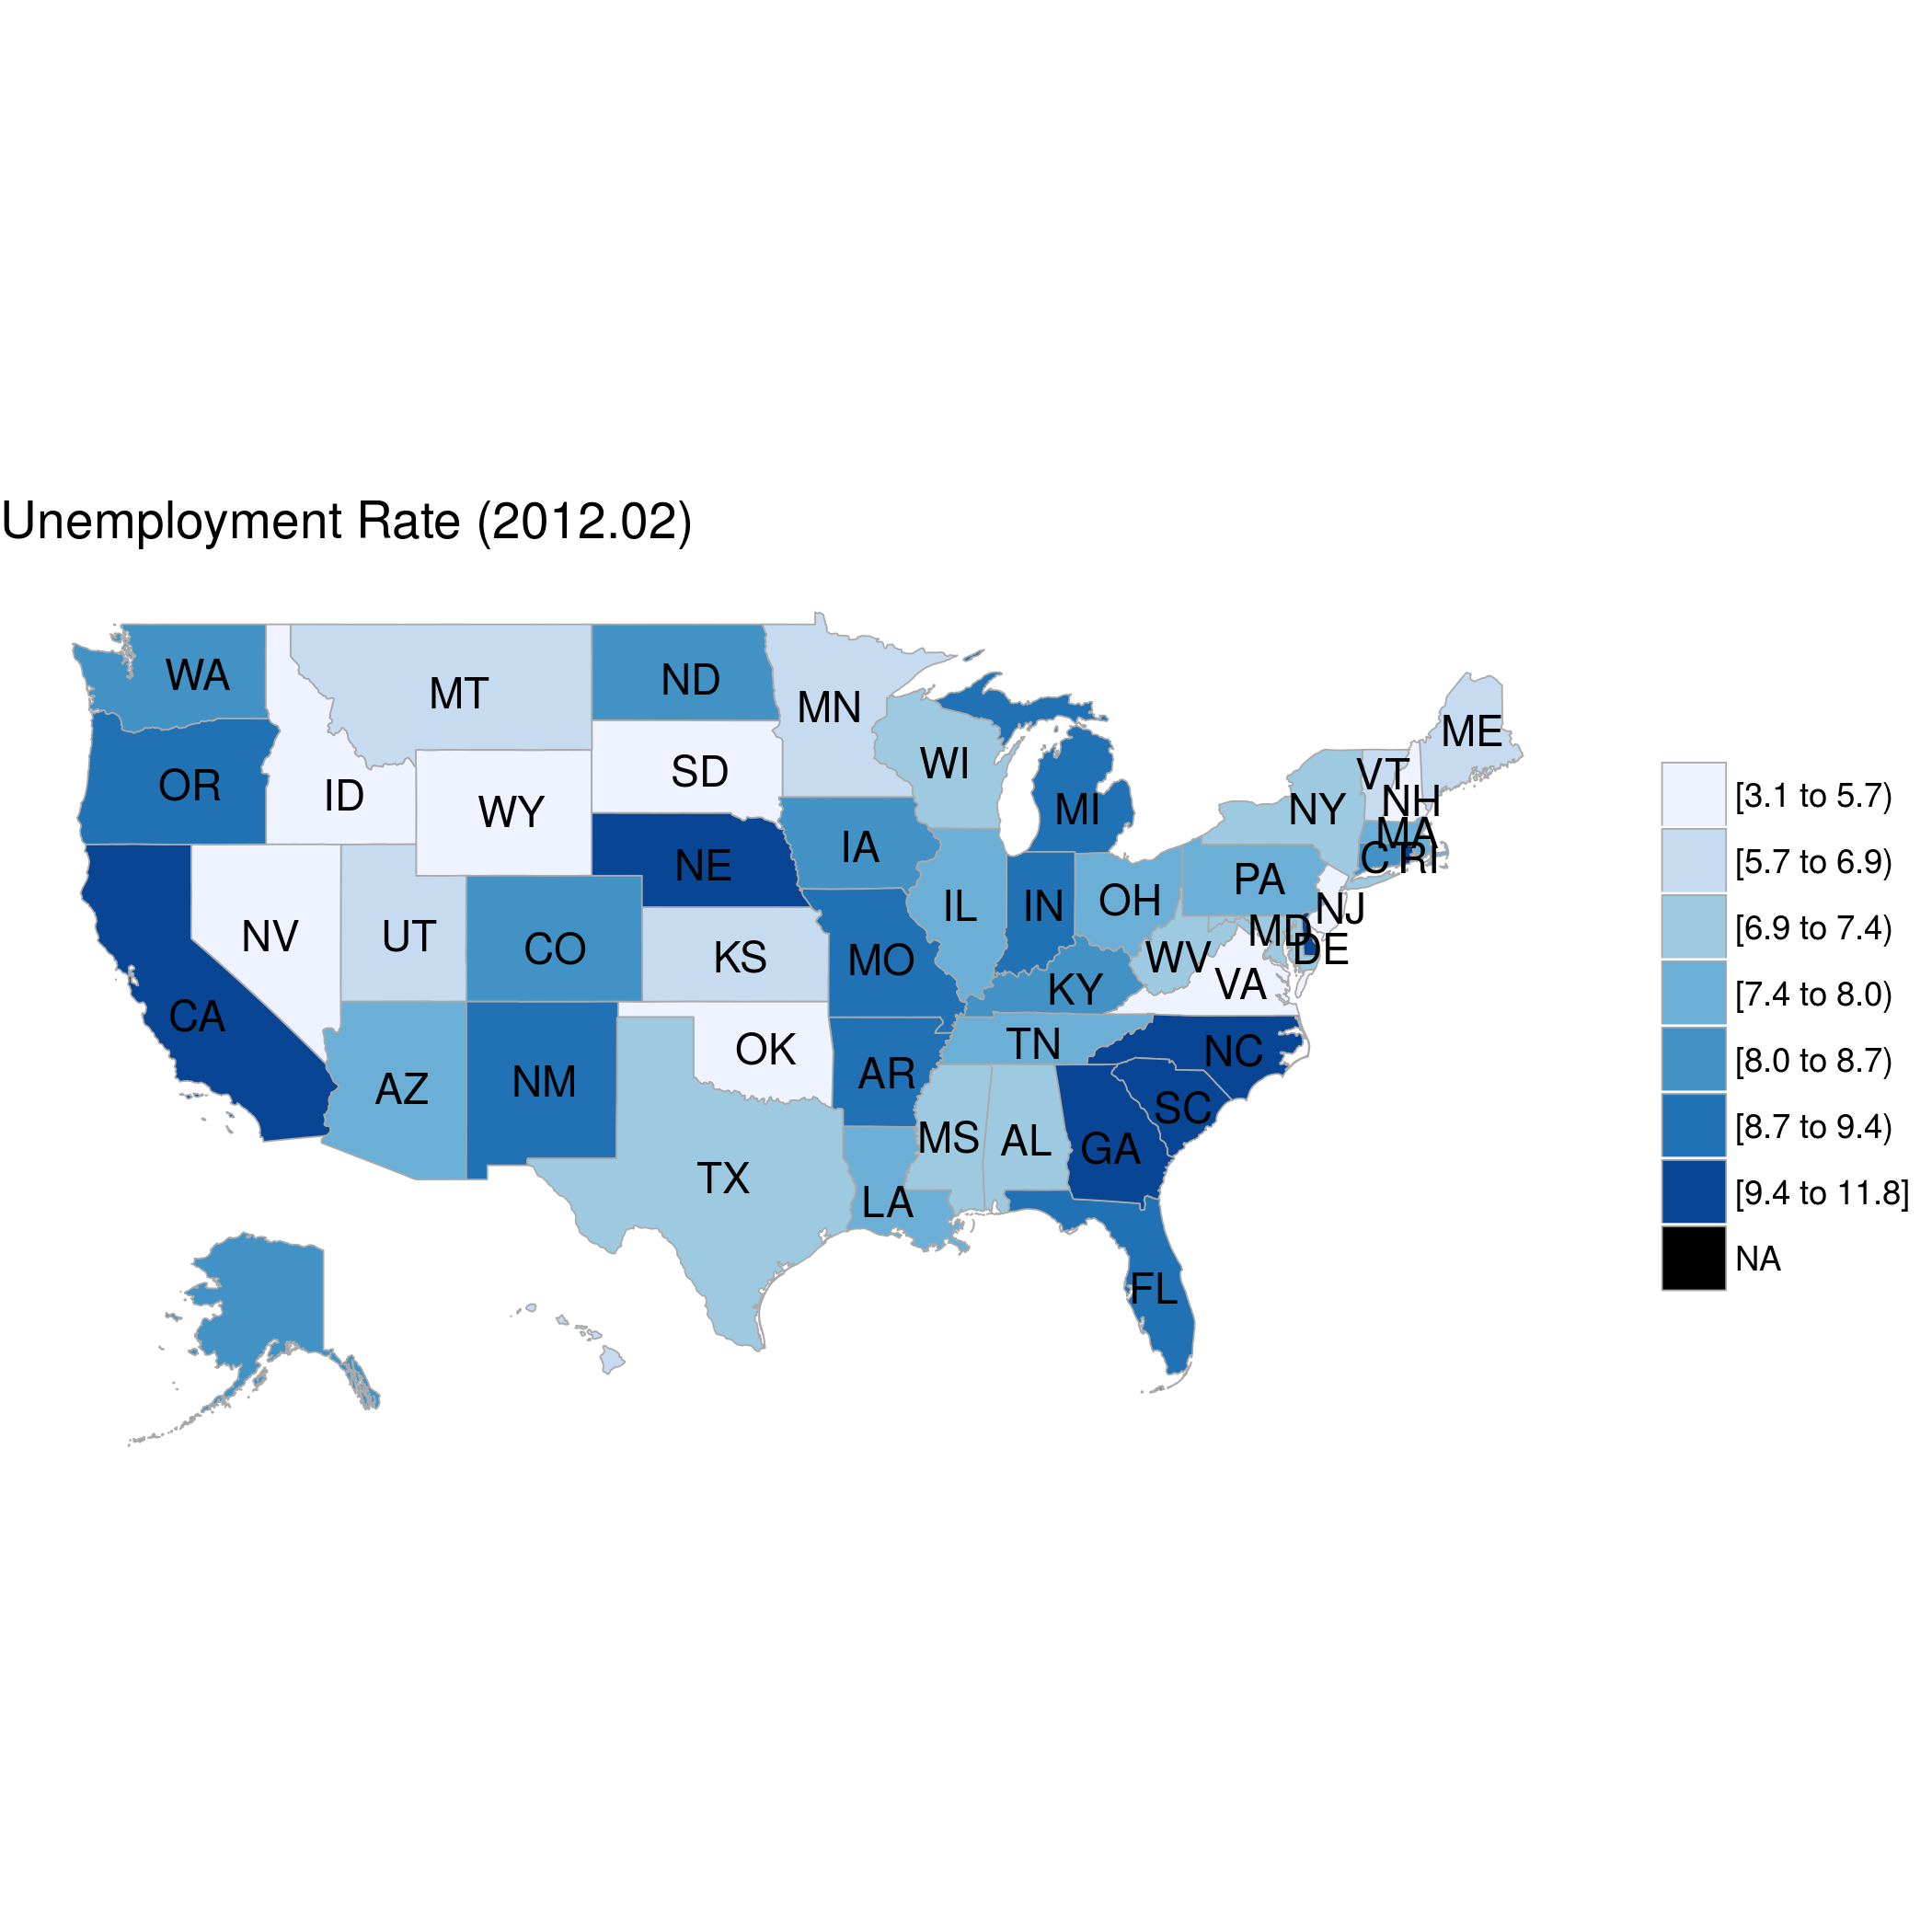 Unemployment Rate (2012.02)
WA
MT
ND
MN
ME
OR
ID
WY
SD
WI
MI
VT
NH
NY
MA
C
RI
NE
IA
PA
NJ
NV
UT
CO
KS
MO
IL
IN
OH
MD
DE
WV
VA
KY
CA
AZ
NM
OK
AR
TN
NC
SC
TX
LA
MS
AL
GA
FL
[3.1 to 5.7)
[5.7 to 6.9)
[6.9 to 7.4)
[7.4 to 8.0)
[8.0 to 8.7)
[8.7 to 9.4)
[9.4 to 11.8]
NA